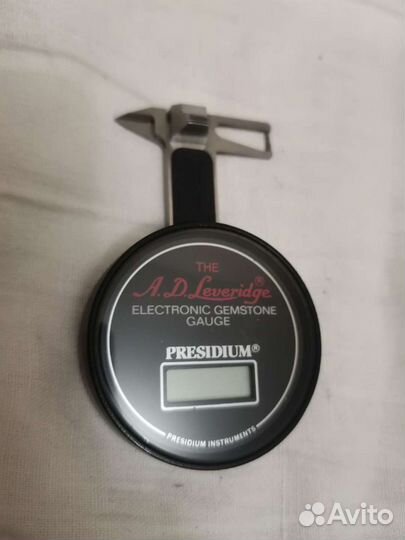 THE
A.D. Leveridge®
ELECTRONIC GEMSTONE
GAUGE
PRESIDIUM®
PRESIDIUM INSTRUMENTS
Avito